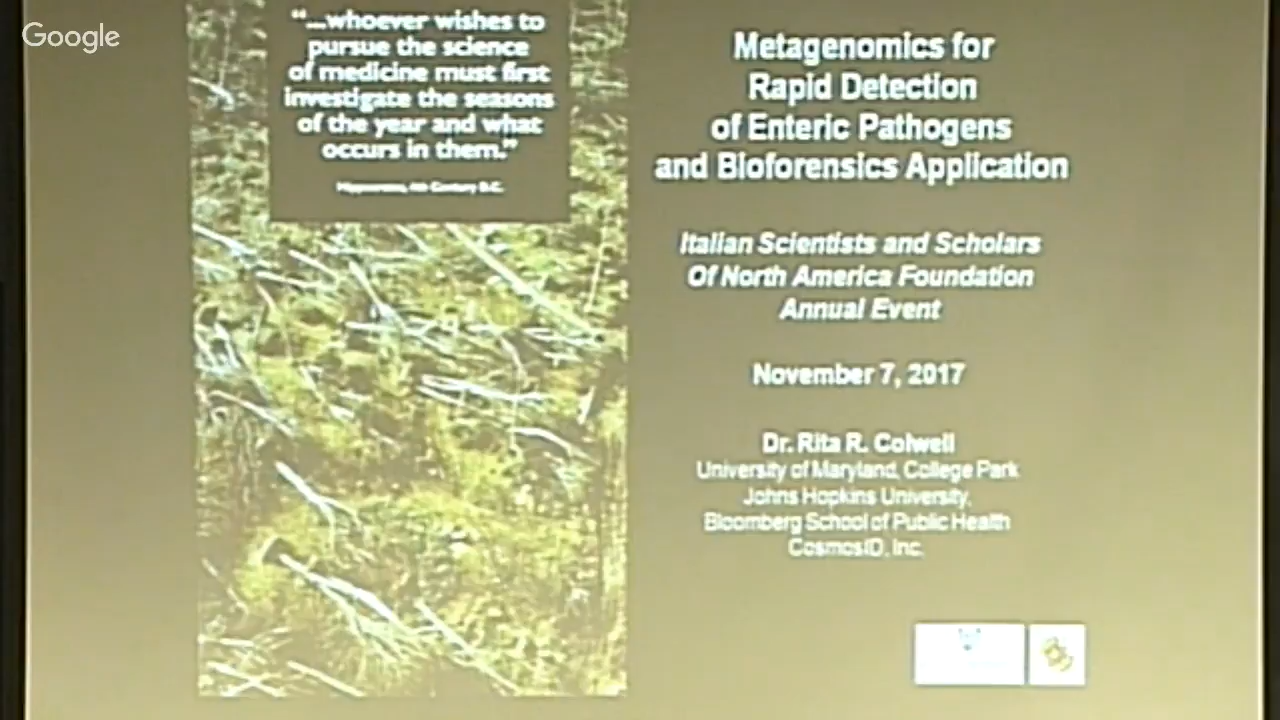 Google
“...whoever wishes to
pursue the science
of medicine must first
investigate the seasons
of the year and what
occurs in them.”
Hippocrates, 4th Century B.C.
Metagenomics for
Rapid Detection
of Enteric Pathogens
and Bioforensics Application
Italian Scientists and Scholars
Of North America Foundation
Annual Event
November 7, 2017
Dr. Rita R. Colwell
University of Maryland, College Park
Johns Hopkins University,
Bloomberg School of Public Health
CosmosID, Inc.